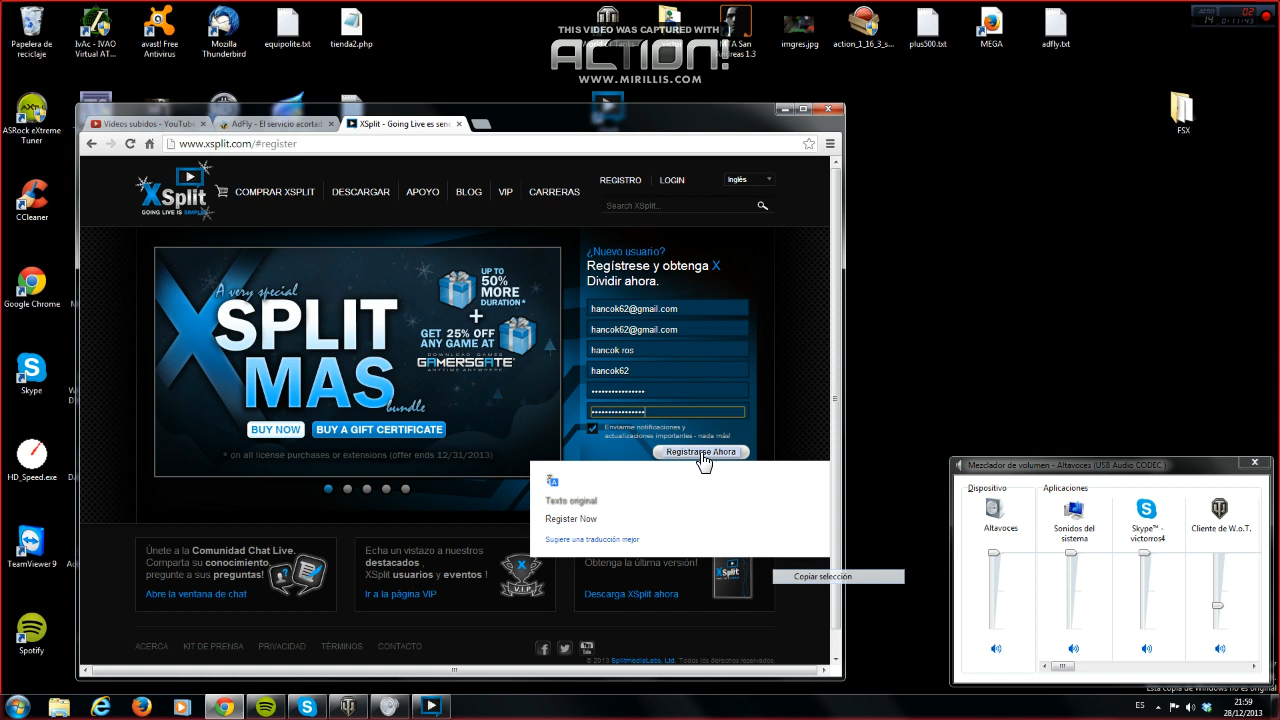 Papelera de
reciclaje
IvAc - IVAO
Virtual AT...
avast! Free
Antivirus
Mozilla
Thunderbird
equipolite.txt
tienda2.php
THIS VIDEO WAS CAPTURED WITH
ACTION!
WWW.MIRILLIS.COM
imgres.jpg
action_1_16_3_s...
plus500.txt
MEGA
adfly.txt
ASRock eXtreme
Tuner
CCleaner
Google Chrome
Skype
HD_Speed.exe
TeamViewer 9
Spotify
FSX
Vídeos subidos - YouTube
AdFly - El servicio acortad
XSplit - Going Live es senc
www.xsplit.com/#register
XSplit
GOING LIVE IS SIMPLE
COMPRAR XSPLIT
DESCARGAR
APOYO
BLOG
VIP
CARRERAS
REGISTRO
LOGIN
Inglés
Search XSplit...
A very special
XSPLIT
MAS
bundle
UP TO
50%
MORE
DURATION*
+
GET 25% OFF
ANY GAME AT
DOWNLOAD GAMES
GAMERSGATE
ANYTIME ANYWHERE
BUY NOW
BUY A GIFT CERTIFICATE
* on all license purchases or extensions (offer ends 12/31/2013)
¿Nuevo usuario?
Regístrese y obtenga X
Dividir ahora.
hancok62@gmail.com
hancok62@gmail.com
hancok ros
hancok62
Enviarme notificaciones y
actualizaciones importantes - nada más!
Registrarse Ahora
Texto original
Register Now
Sugiere una traducción mejor
Copiar selección
Únete a la Comunidad Chat Live.
Comparta su conocimiento,
pregunte a sus preguntas!
Abre la ventana de chat
Echa un vistazo a nuestros
destacados ,
XSplit usuarios y eventos !
Ir a la página VIP
V.I.P
Obtenga la última versión!
Descarga XSplit ahora
XSplit
ACERCA
KIT DE PRENSA
PRIVACIDAD
TÉRMINOS
CONTACTO
© 2013 SplitmediaLabs, Ltd. Todos los derechos reservados.
Mezclador de volumen - Altavoces (USB Audio CODEC )
Dispositivo
Aplicaciones
Altavoces
Sonidos del
sistema
Skype™ -
victorros4
Cliente de W.o.T.
Esta copia de Windows no es original
ES
21:59
28/12/2013